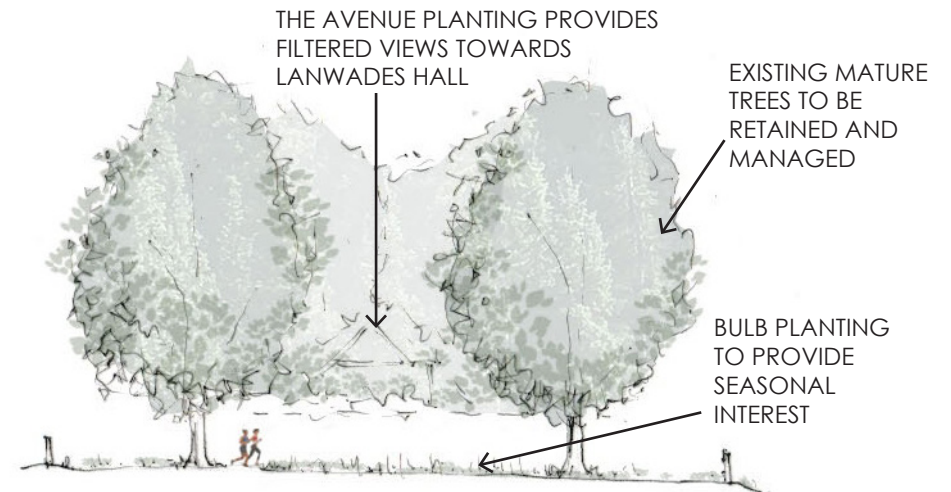 THE AVENUE PLANTING PROVIDES
FILTERED VIEWS TOWARDS
LANWADES HALL
EXISTING MATURE
TREES TO BE
RETAINED AND
MANAGED
BULB PLANTING
TO PROVIDE
SEASONAL
INTEREST